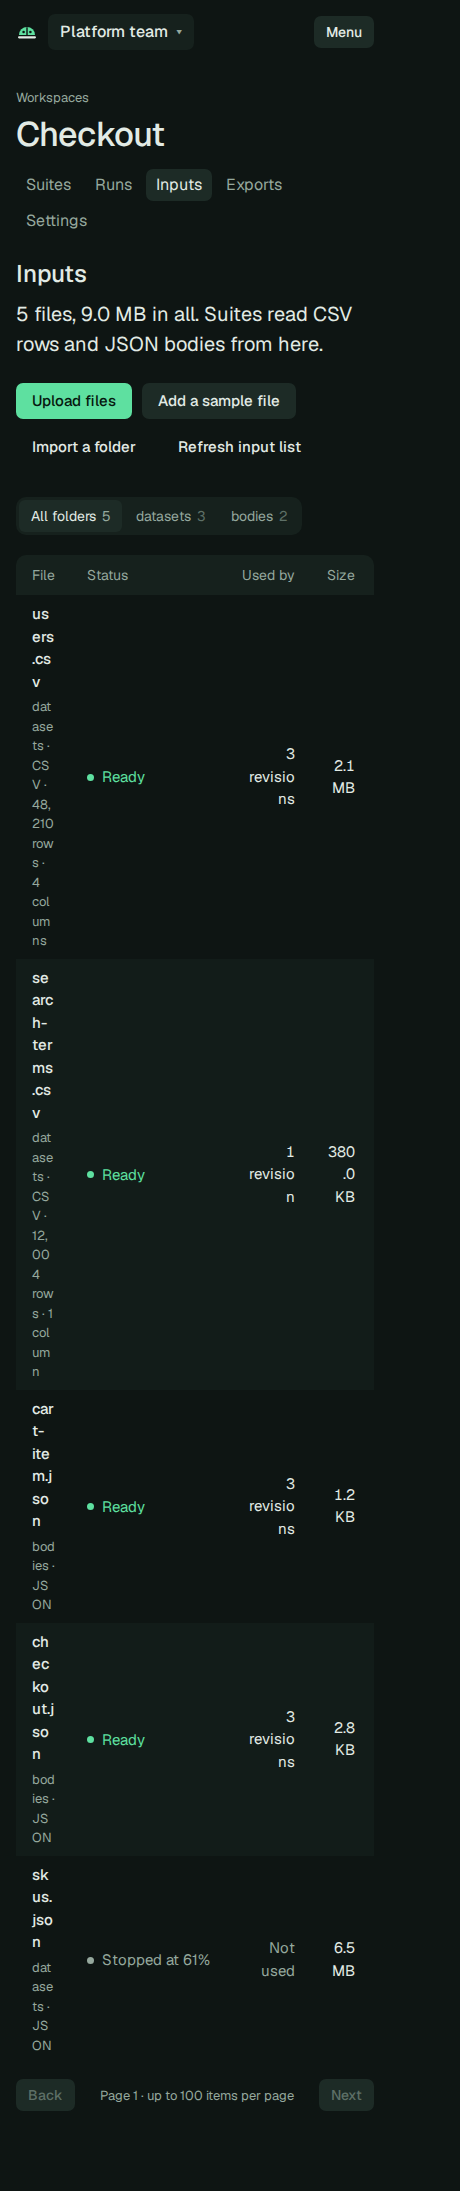 Platform team
Menu
Workspaces
Checkout
Suites Runs Inputs Exports
Settings
Inputs
5 files, 9.0 MB in all. Suites read CSV
rows and JSON bodies from here.
Upload files Add a sample file
Import a folder Refresh input list
All folders 5 datasets 3 bodies 2
File Status Used by Size
us
ers
.cs
v
dat
ase
ts ·
CS
V ·
48,
210
row
s ·
4
col
um
ns
Ready
3
revisio
ns
2.1
MB
se
arc
h-
ter
ms
.cs
v
dat
ase
ts ·
CS
V ·
12,
00
4
row
s · 1
col
um
n
Ready
1
revisio
n
380
.0
KB
car
t-
ite
m.j
so
n
bod
ies ·
JS
ON
Ready
3
revisio
ns
1.2
KB
ch
ec
ko
ut.j
so
n
bod
ies ·
JS
ON
Ready
3
revisio
ns
2.8
KB
sk
us.
jso
n
dat
ase
ts ·
JS
ON
Stopped at 61%
Not
used
6.5
MB
Back Page 1 · up to 100 items per page Next